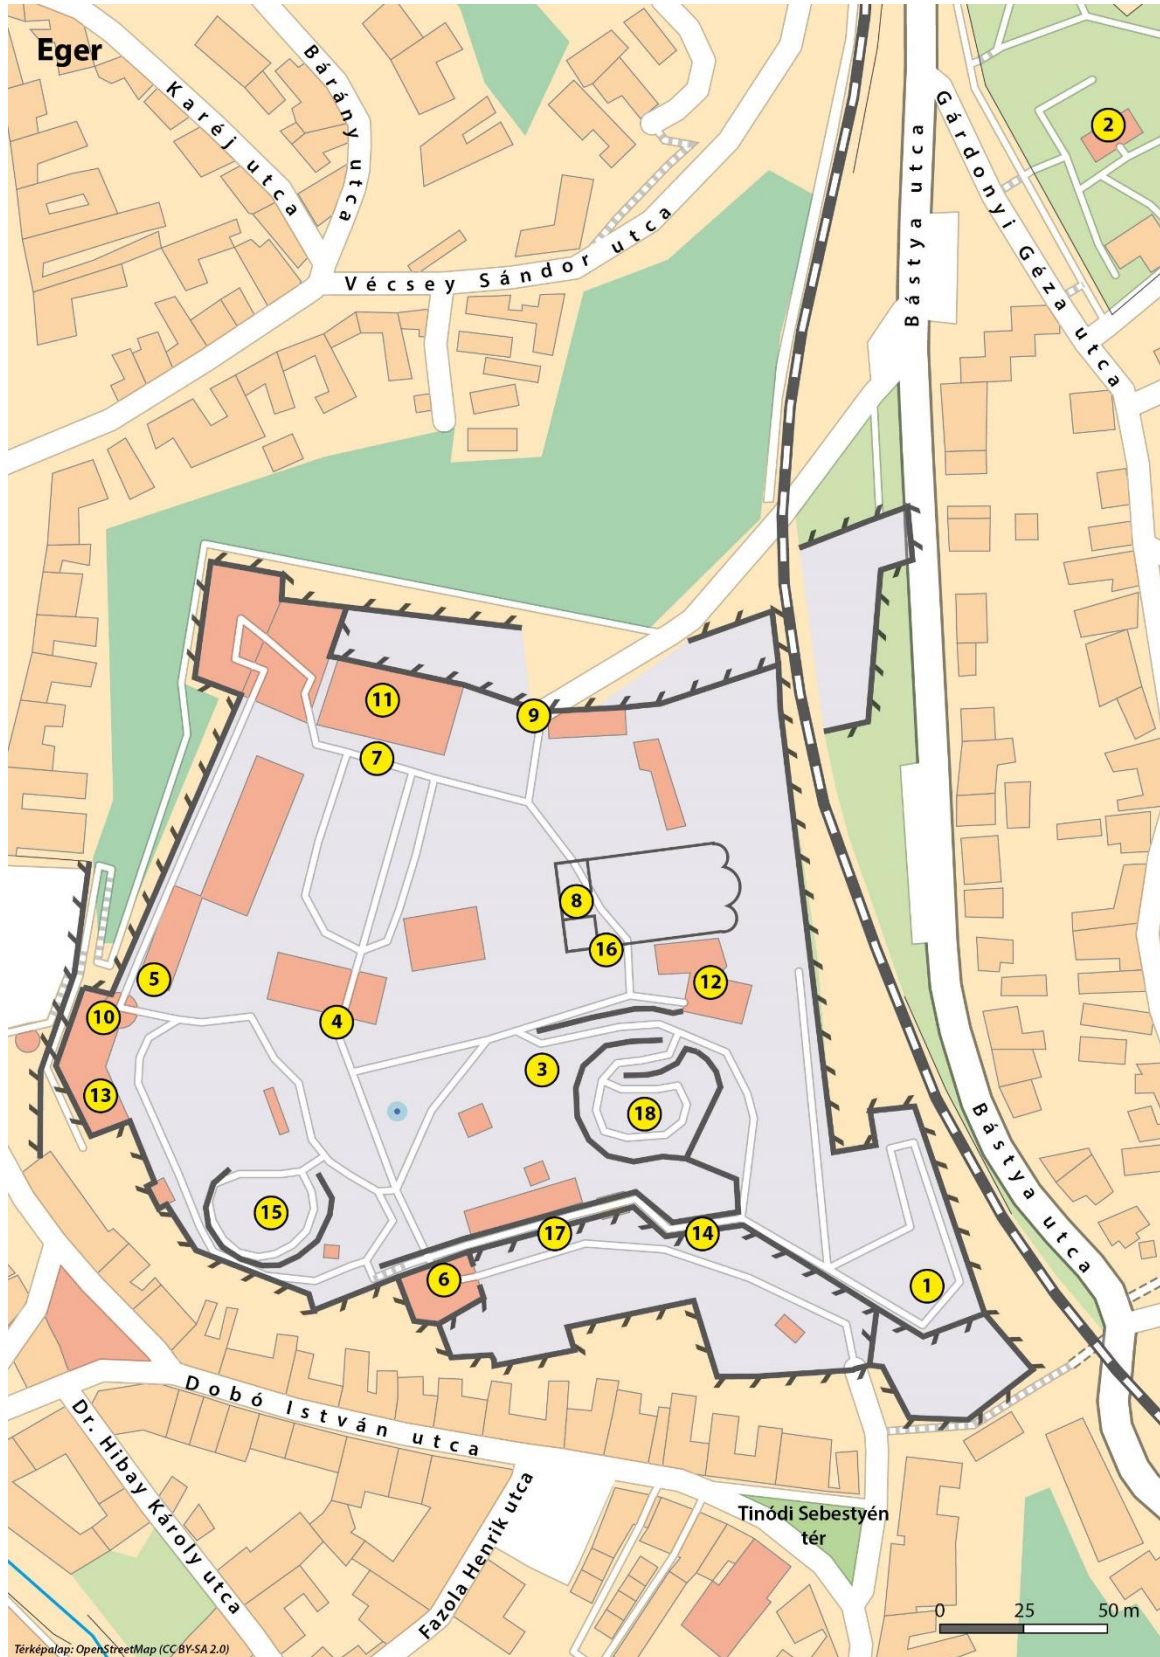 Eger
Bárány utca
Karéj utca
Vécsey Sándor utca
Bástya utca
Gárdonyi Géza utca
2
11
9
7
8
16
5
12
10
4
3
13
18
15
17
14
6
1
Bástya utca
Dobó István utca
Dr. Hibay Károly utca
Fazola Henrik utca
Tinódi Sebestyén
tér
0 25 50 m
Térképalap: OpenStreetMap (CC BY-SA 2.0)